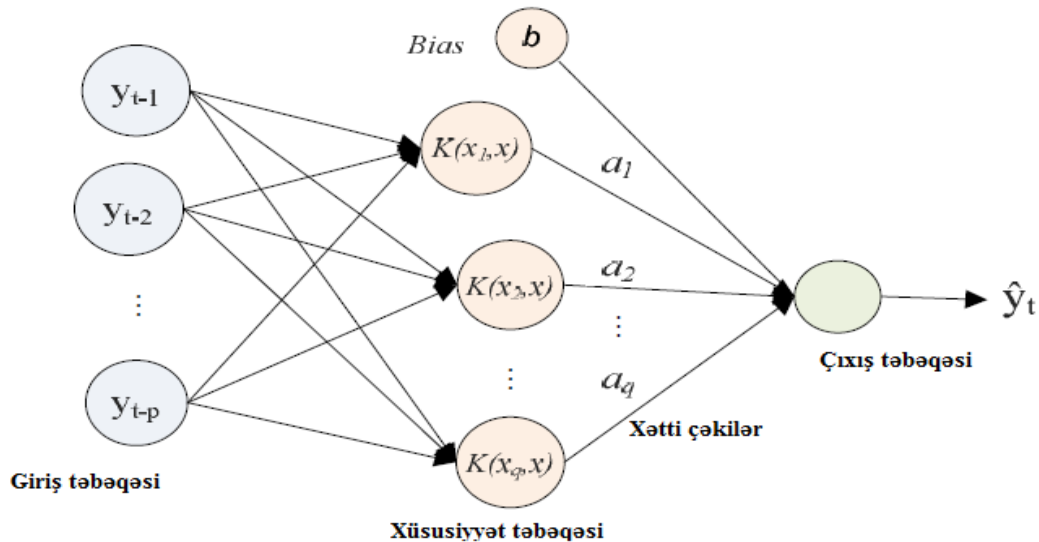 Bias
b
y_{t-1}
K(x_1,x)
a_1
y_{t-2}
K(x_2,x)
a_2
⋮
⋮
ŷ_t
Çıxış təbəqəsi
y_{t-p}
⋮
a_q
Xətti çəkilər
K(x_q,x)
Giriş təbəqəsi
Xüsusiyyət təbəqəsi